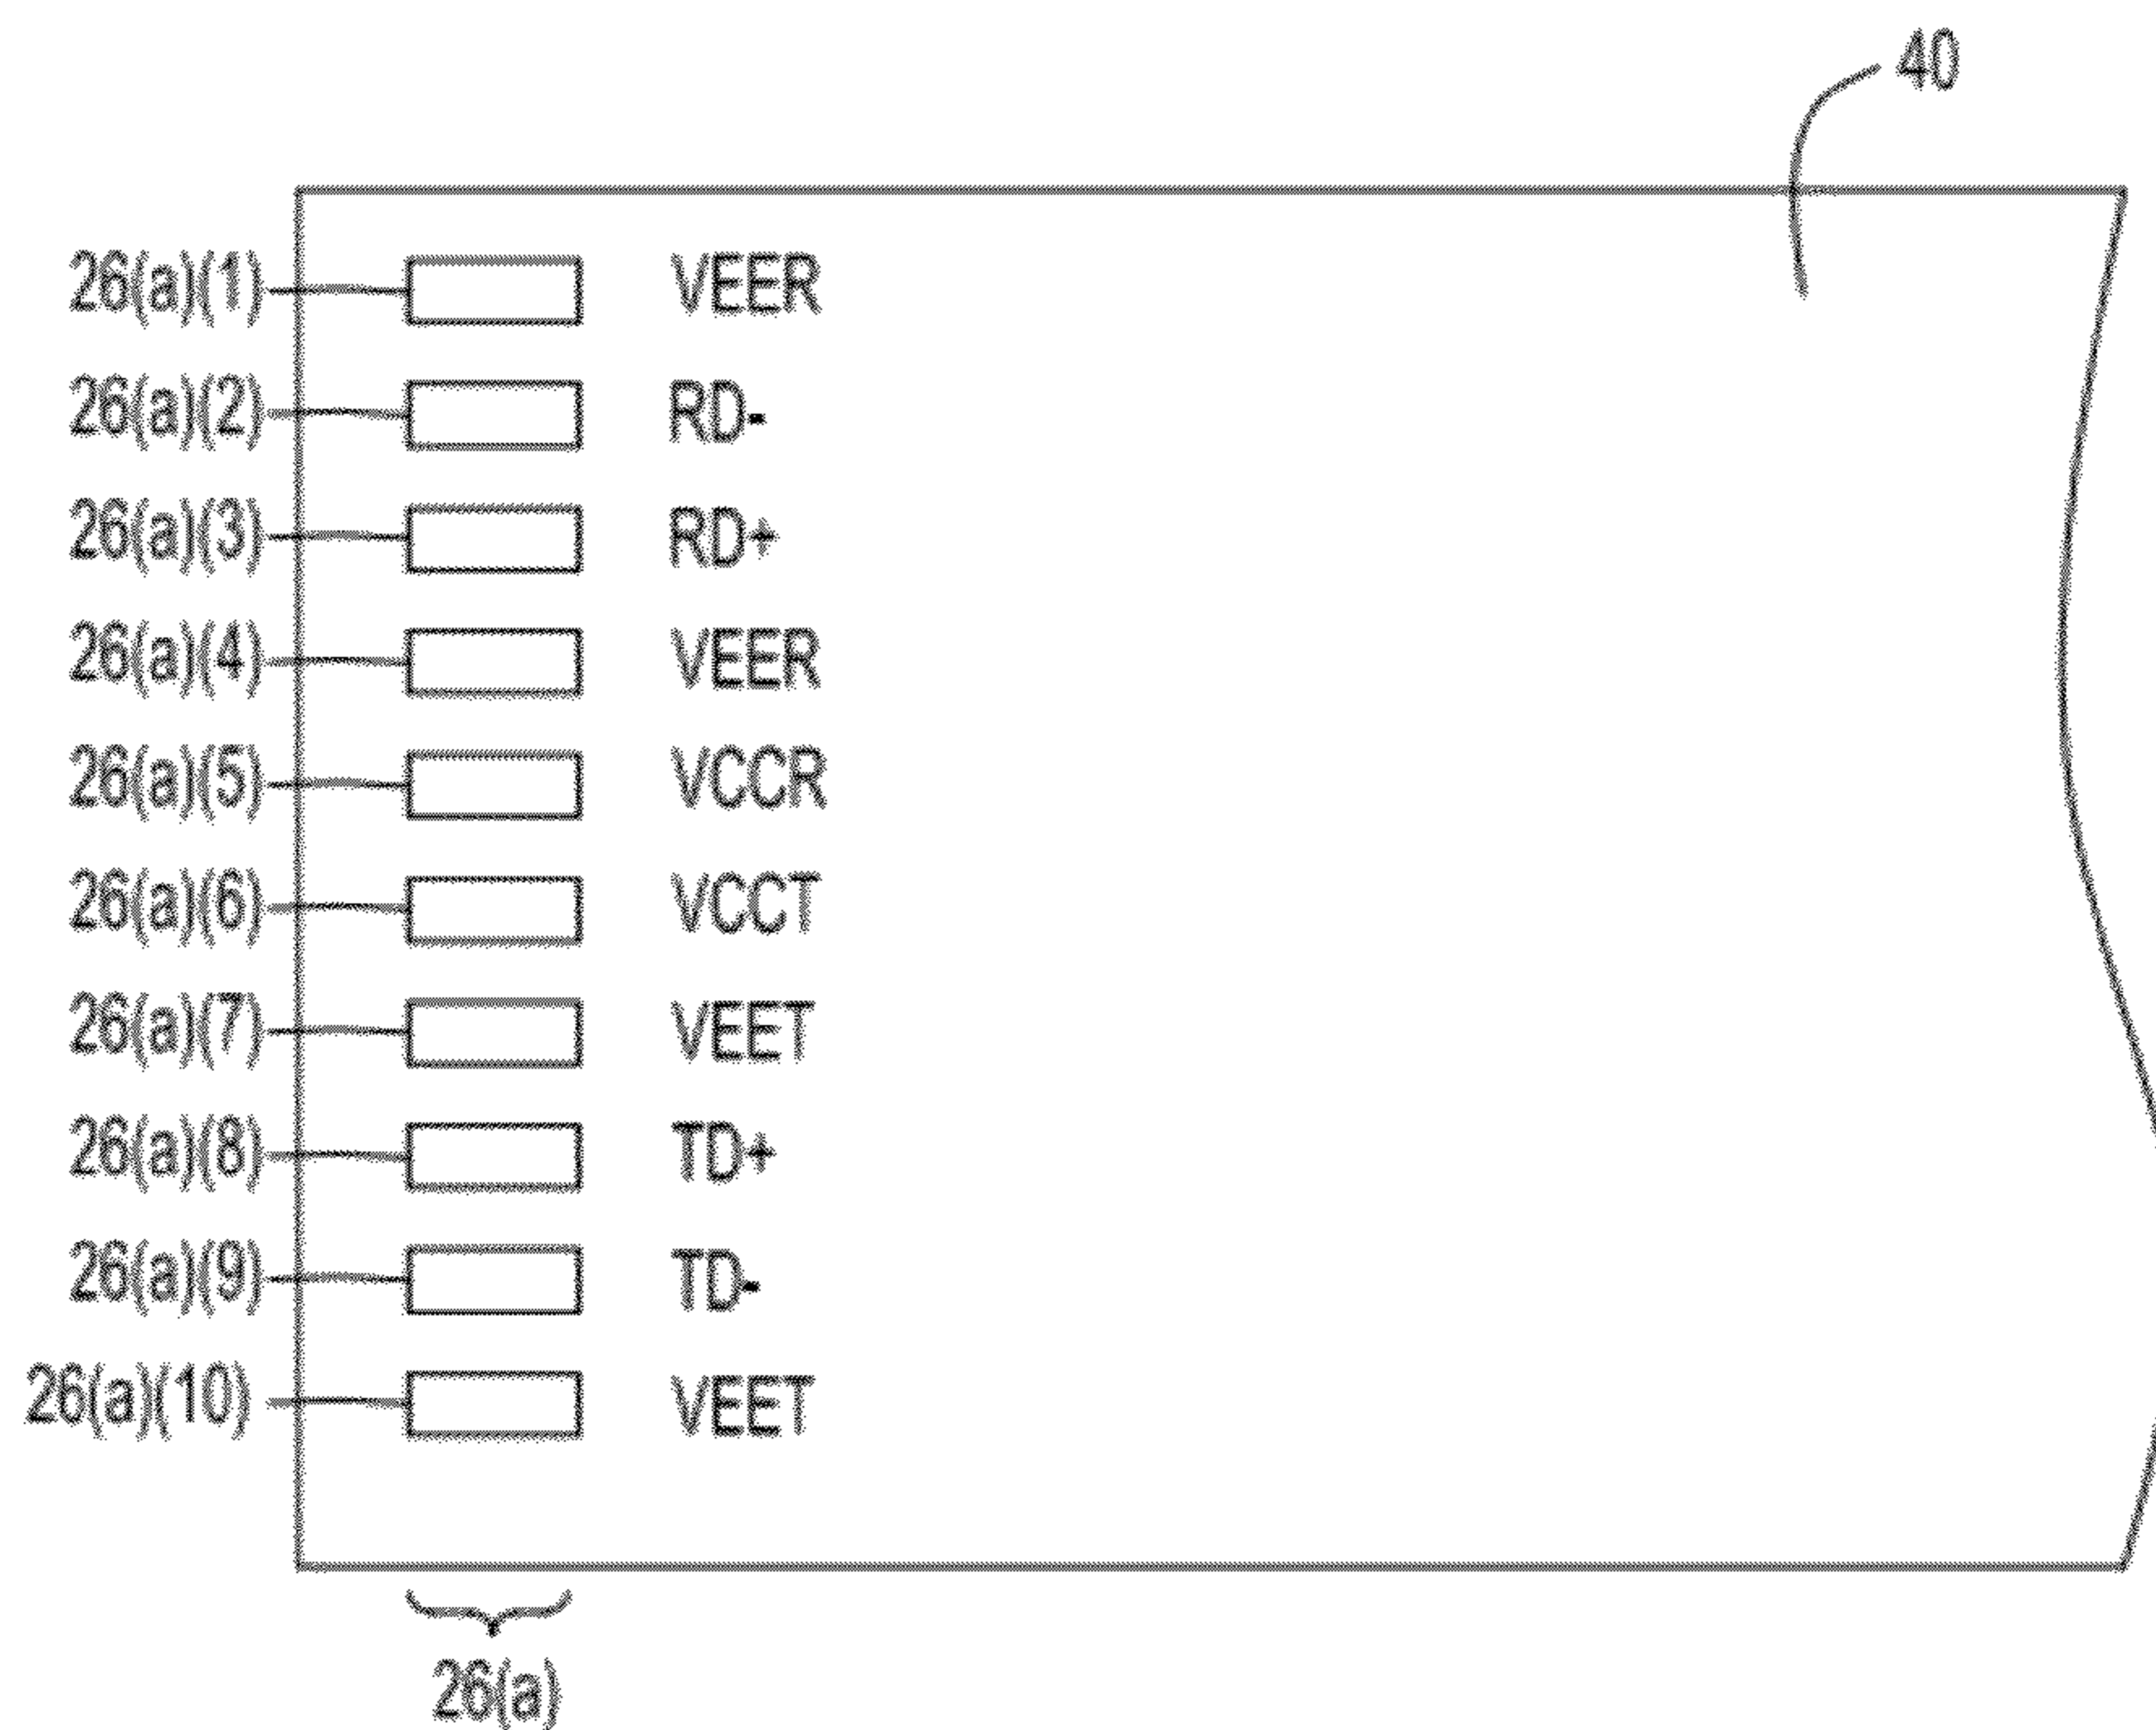 40
26(a)(1) VEER
26(a)(2) RD-
26(a)(3) RD+
26(a)(4) VEER
26(a)(5) VCCR
26(a)(6) VCCT
26(a)(7) VEET
26(a)(8) TD+
26(a)(9) TD-
26(a)(10) VEET
26(a)